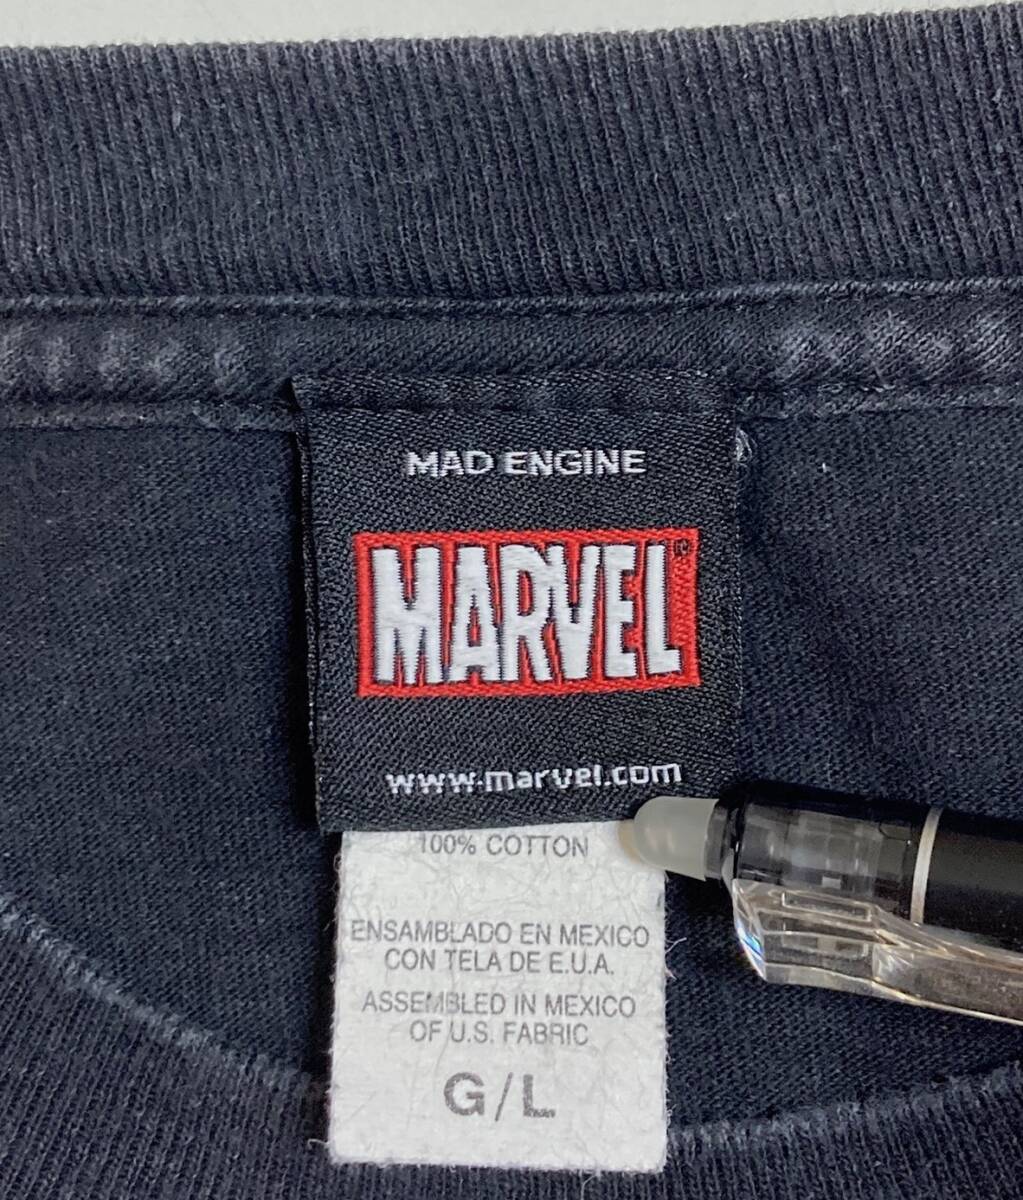 MAD ENGINE
MARVEL
www.marvel.com
100% COTTON
ENSAMBLADO EN MEXICO
CON TELA DE E.U.A.
ASSEMBLED IN MEXICO
OF U.S. FABRIC
G/L